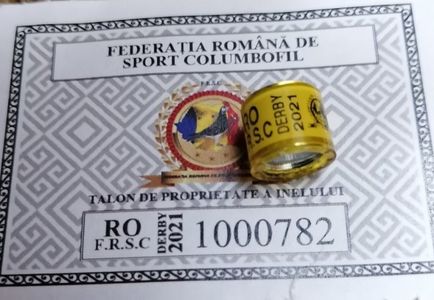 FEDERAȚIA ROMÂNĂ DE
SPORT COLUMBOFIL
F.R.S.C.
RO
S.C
DERBY
2021
TALON DE PROPRIETATE A INELULUI
RO
F.R.S.C
DERBY
2021
1000782